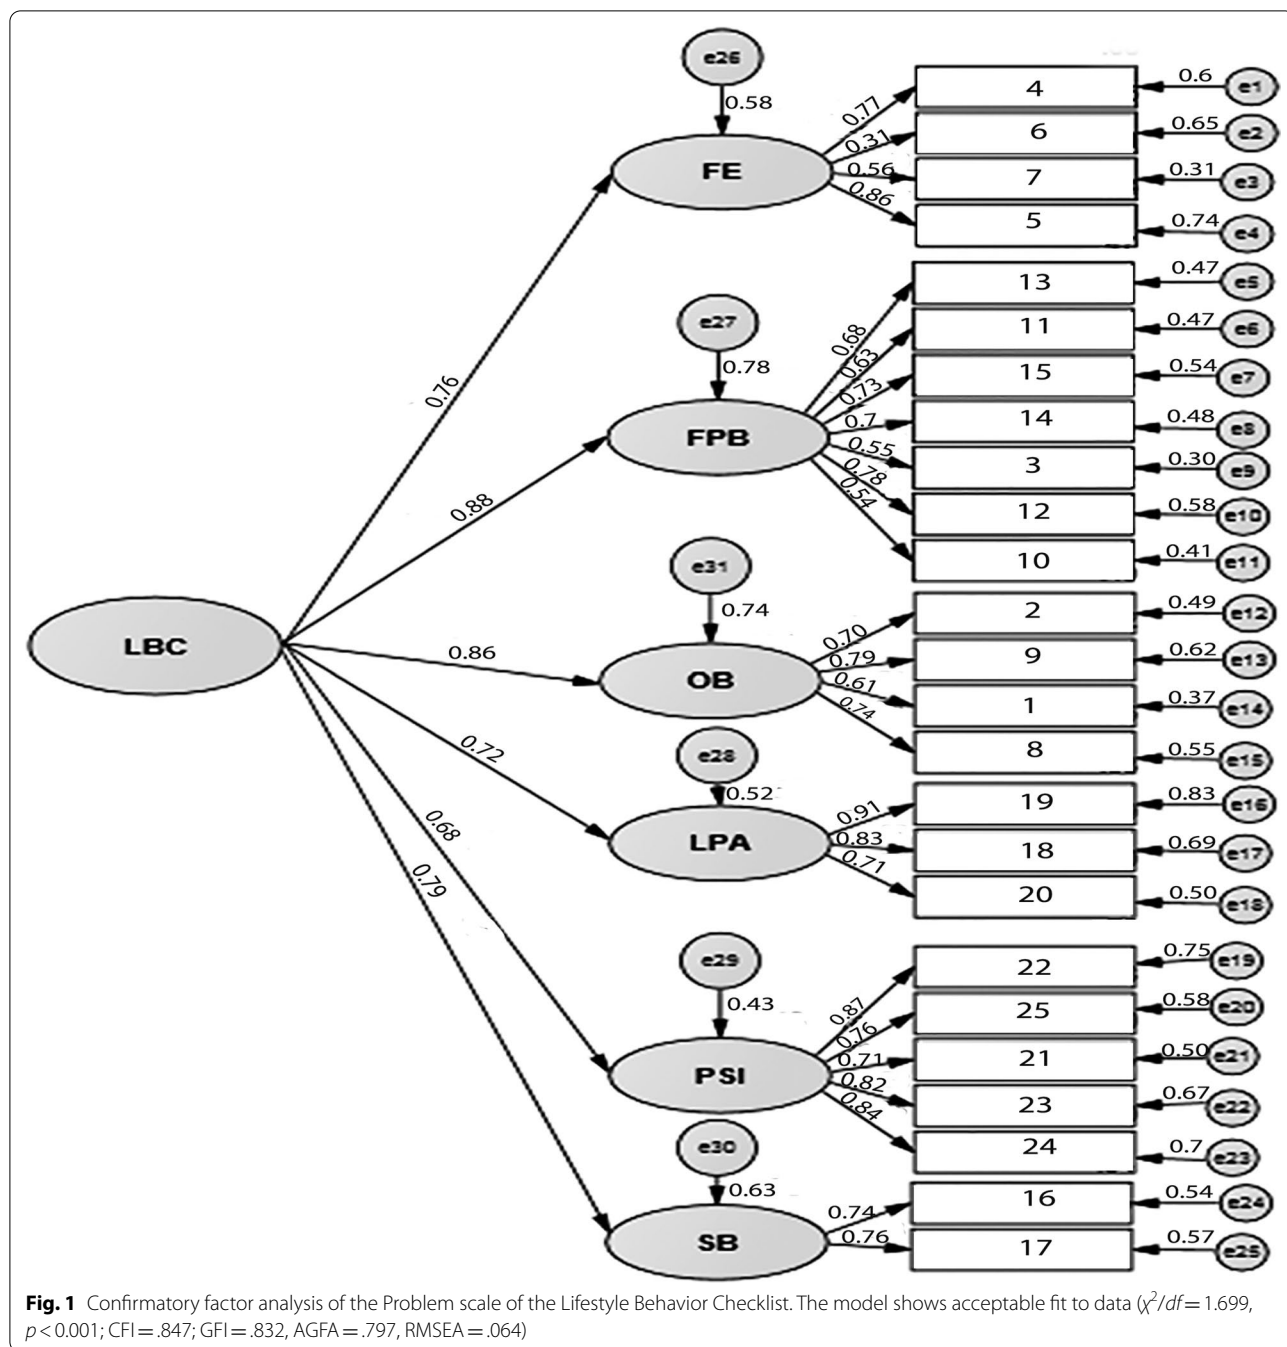 e26
0.58
FE
0.77
0.31
0.56
0.86
4
6
7
5
0.6
0.65
0.31
0.74
e1
e2
e3
e4
e27
0.78
FPB
0.68
0.63
0.73
0.7
0.55
0.78
0.54
13
11
15
14
3
12
10
0.47
0.47
0.54
0.48
0.30
0.58
0.41
e5
e6
e7
e8
e9
e10
e11
0.76
0.88
LBC
0.86
0.72
0.68
0.79
e31
0.74
OB
0.70
0.79
0.61
0.74
2
9
1
8
0.49
0.62
0.37
0.55
e12
e13
e14
e15
e28
0.52
LPA
0.91
0.83
0.71
19
18
20
0.83
0.69
0.50
e16
e17
e18
e29
0.43
PSI
0.87
0.76
0.71
0.82
0.84
22
25
21
23
24
0.75
0.58
0.50
0.67
0.7
e19
e20
e21
e22
e23
e30
0.63
SB
0.74
0.76
16
17
0.54
0.57
e24
e25
Fig. 1 Confirmatory factor analysis of the Problem scale of the Lifestyle Behavior Checklist. The model shows acceptable fit to data (χ²/df = 1.699,
p < 0.001; CFI = .847; GFI = .832, AGFA = .797, RMSEA = .064)